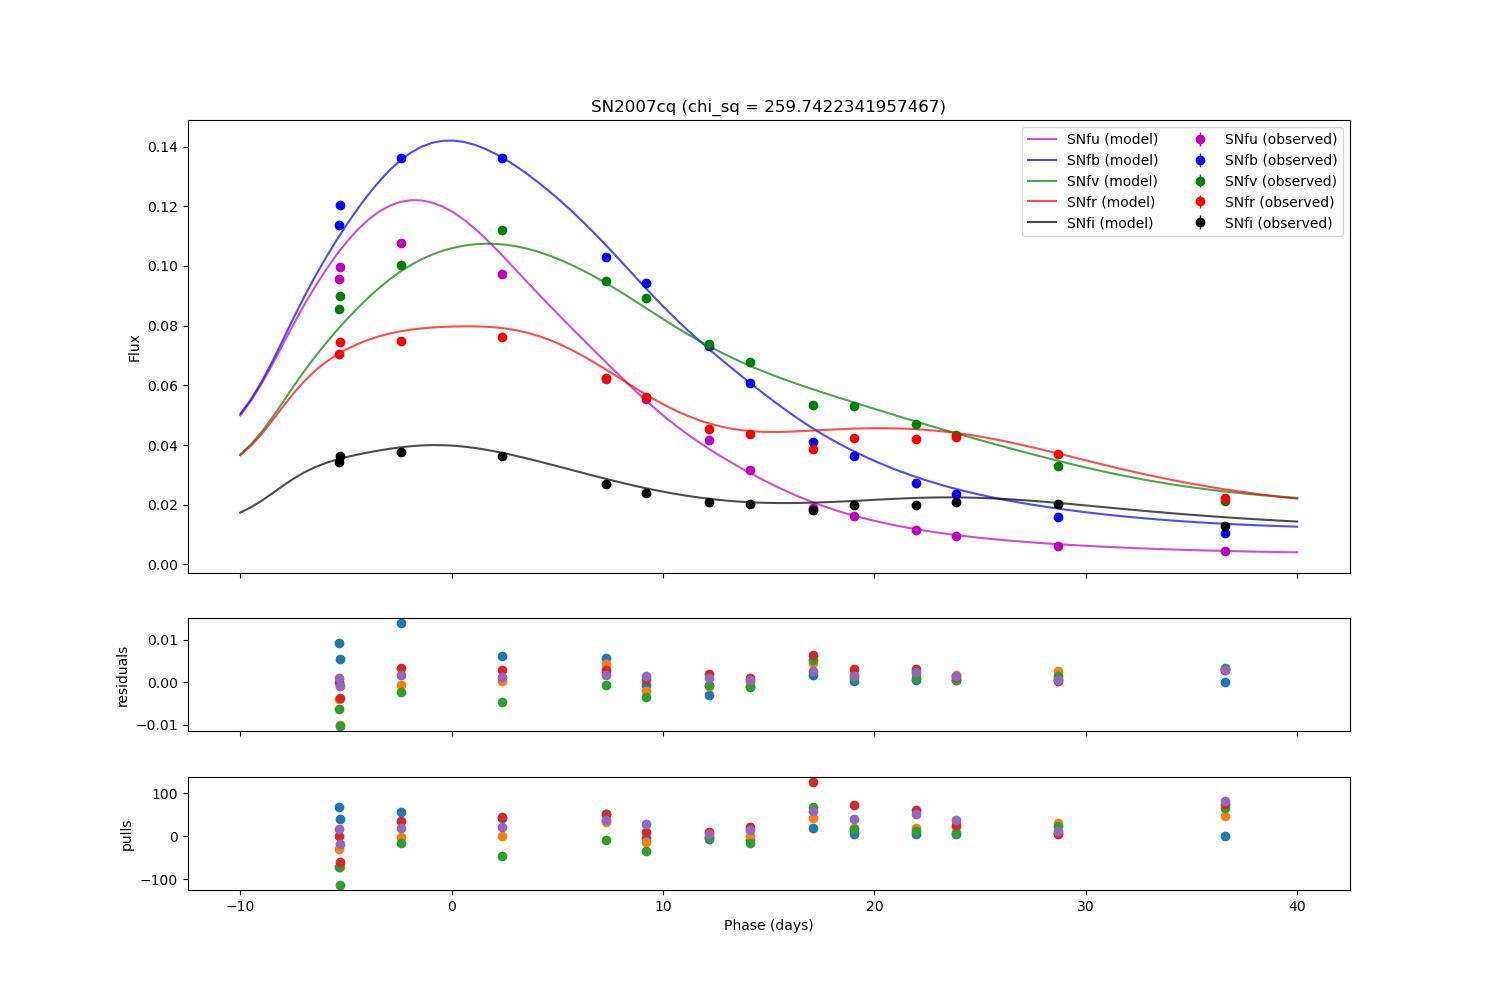 SN2007cq (chi_sq = 259.7422341957467)
SNfu (model) SNfu (observed)
SNfb (model) SNfb (observed)
SNfv (model) SNfv (observed)
SNfr (model) SNfr (observed)
SNfi (model) SNfi (observed)
Flux
0.14
0.12
0.10
0.08
0.06
0.04
0.02
0.00
residuals
0.01
0.00
−0.01
pulls
100
0
−100
−10 0 10 20 30 40
Phase (days)